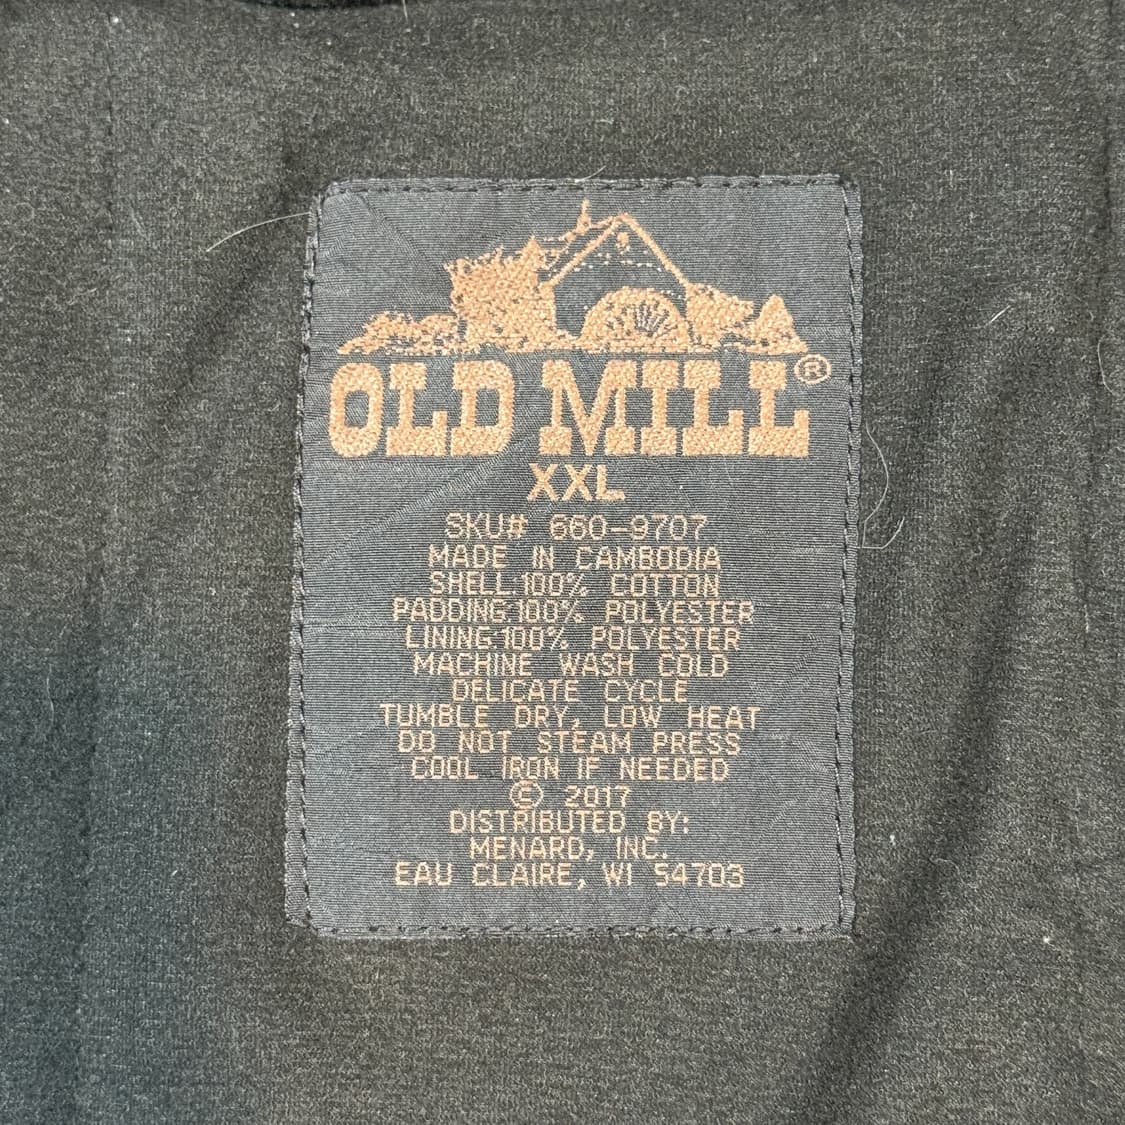 OLD MILL®
XXL
SKU# 660-9707
MADE IN CAMBODIA
SHELL:100% COTTON
PADDING:100% POLYESTER
LINING:100% POLYESTER
MACHINE WASH COLD
DELICATE CYCLE
TUMBLE DRY, LOW HEAT
DO NOT STEAM PRESS
COOL IRON IF NEEDED
© 2017
DISTRIBUTED BY:
MENARD, INC.
EAU CLAIRE, WI 54703